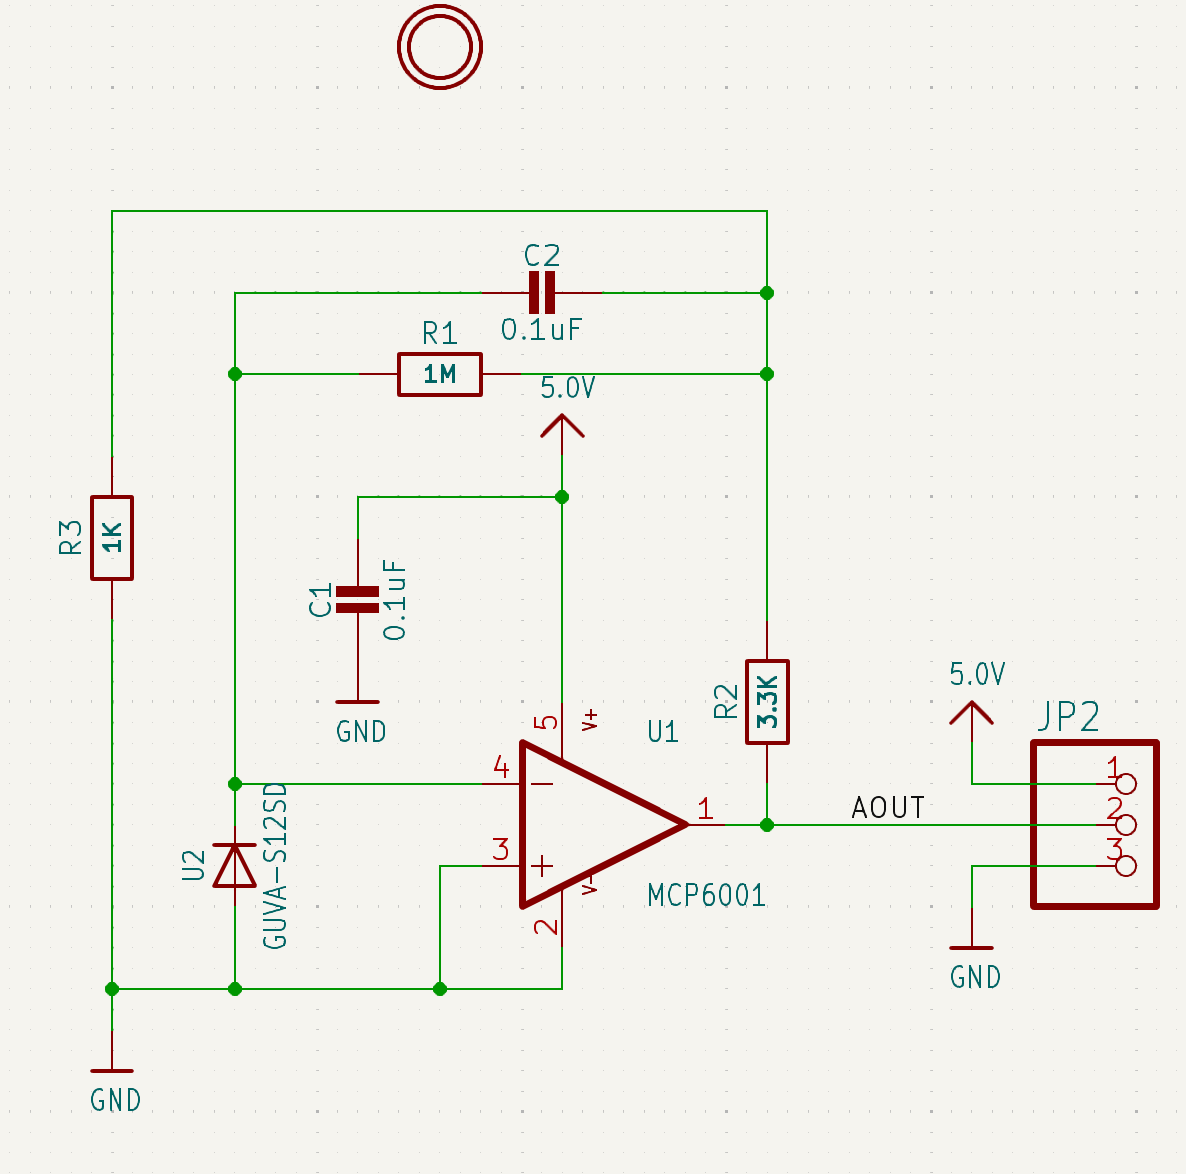 C2
0.1uF
R1
1M
5.0V
R3
1K
C1
0.1uF
GND
5
V+
U1
R2
3.3K
5.0V
JP2
4
1
1
AOUT
2
3
3
U2
GUVA-S12SD
V-
MCP6001
2
GND
GND